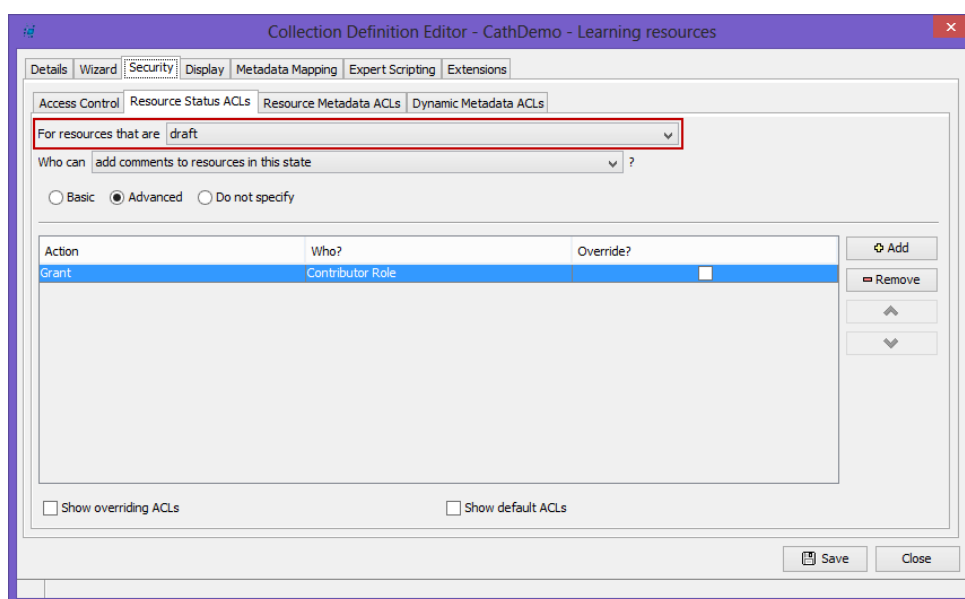 Collection Definition Editor - CathDemo - Learning resources
Details Wizard Security Display Metadata Mapping Expert Scripting Extensions
Access Control Resource Status ACLs Resource Metadata ACLs Dynamic Metadata ACLs
For resources that are draft
Who can add comments to resources in this state ?
Basic Advanced Do not specify
Action Who? Override? Add
Grant Contributor Role
Remove
Show overriding ACLs Show default ACLs
Save Close